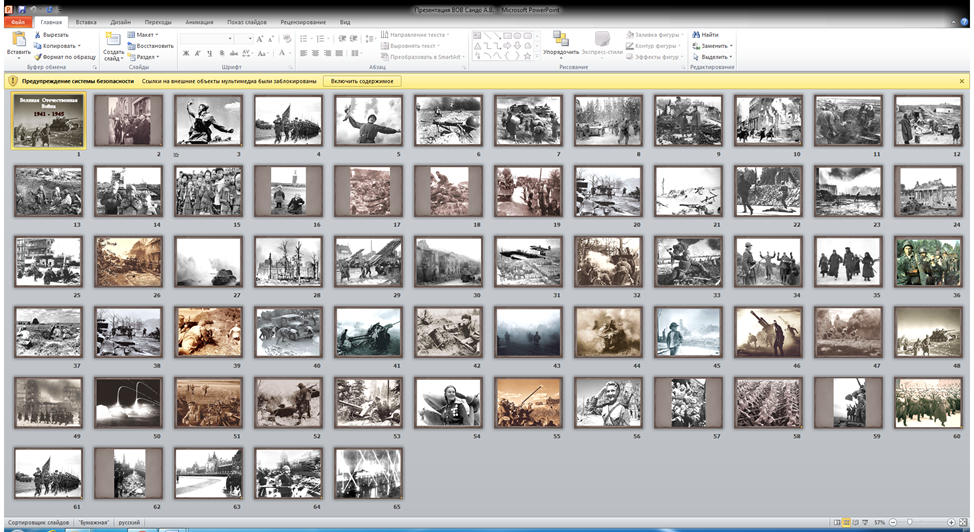 Презентация ВОВ Сандо А.В. - Microsoft PowerPoint
Файл Главная Вставка Дизайн Переходы Анимация Показ слайдов Рецензирование Вид
Вставить
Вырезать
Копировать
Формат по образцу
Буфер обмена
Создать слайд
Макет
Восстановить
Раздел
Слайды
Шрифт
Направление текста
Выровнять текст
Преобразовать в SmartArt
Абзац
Упорядочить
Экспресс-стили
Заливка фигуры
Контур фигуры
Эффекты фигур
Рисование
Найти
Заменить
Выделить
Редактирование
Предупреждение системы безопасности Ссылки на внешние объекты мультимедиа были заблокированы Включить содержимое
Великая Отечественная
Война
1941 - 1945
1 2 3 4 5 6 7 8 9 10 11 12
13 14 15 16 17 18 19 20 21 22 23 24
25 26 27 28 29 30 31 32 33 34 35 36
37 38 39 40 41 42 43 44 45 46 47 48
49 50 51 52 53 54 55 56 57 58 59 60
61 62 63 64 65
Сортировщик слайдов "Бумажная" русский 57%